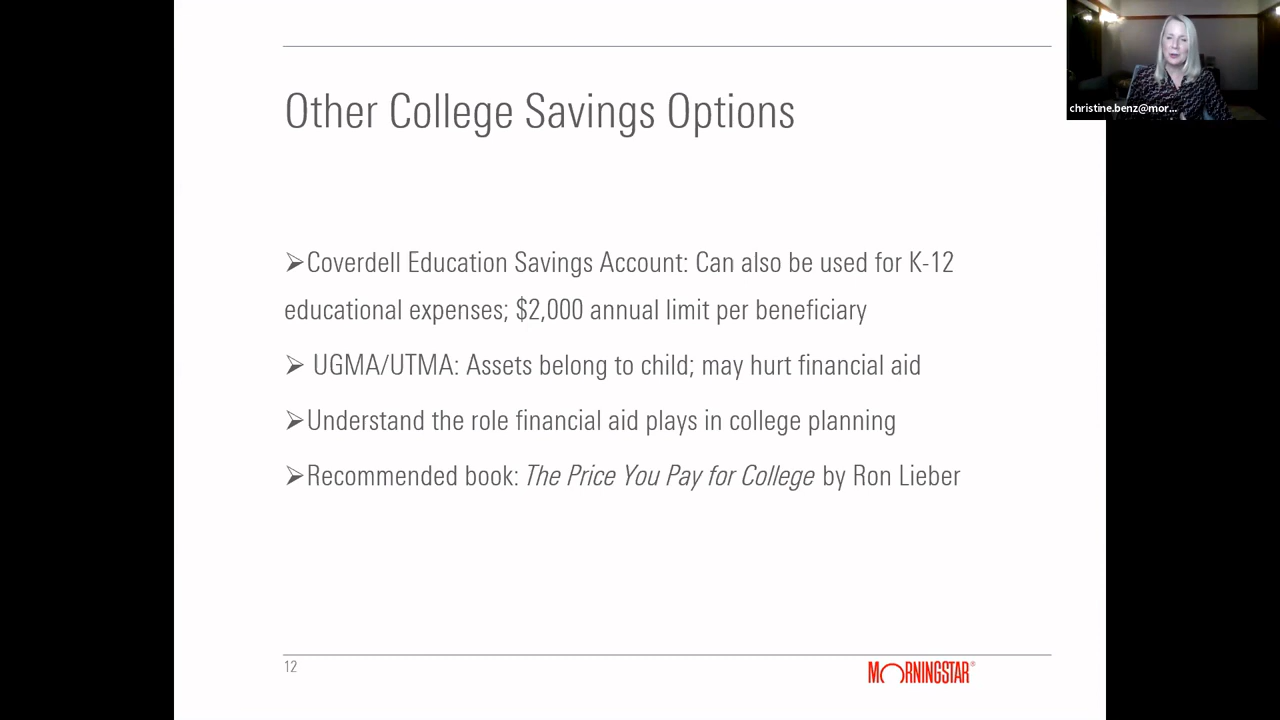 christine.benz@mor...
Other College Savings Options
➢Coverdell Education Savings Account: Can also be used for K-12
educational expenses; $2,000 annual limit per beneficiary
➢ UGMA/UTMA: Assets belong to child; may hurt financial aid
➢Understand the role financial aid plays in college planning
➢Recommended book: The Price You Pay for College by Ron Lieber
12
MORNINGSTAR®